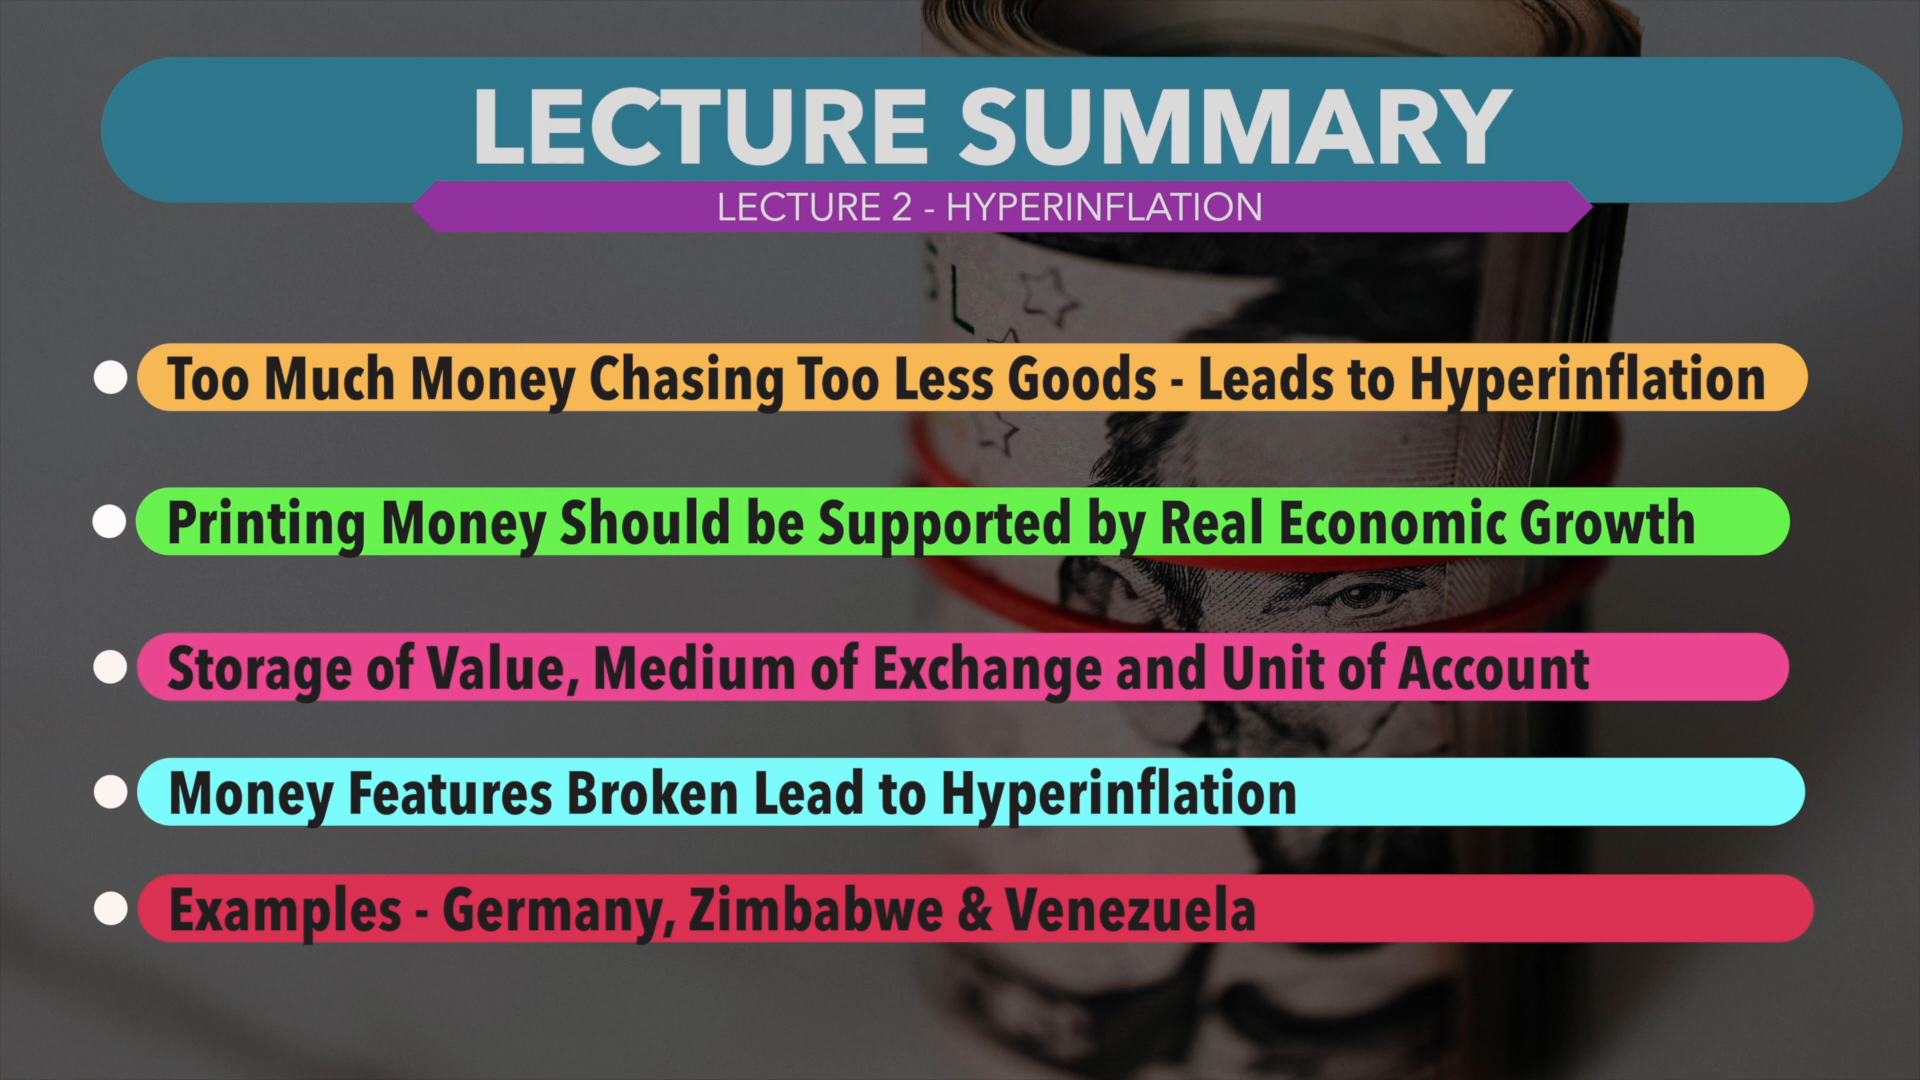 LECTURE SUMMARY
LECTURE 2 - HYPERINFLATION
L
Too Much Money Chasing Too Less Goods - Leads to Hyperinflation
Printing Money Should be Supported by Real Economic Growth
Storage of Value, Medium of Exchange and Unit of Account
Money Features Broken Lead to Hyperinflation
Examples - Germany, Zimbabwe & Venezuela